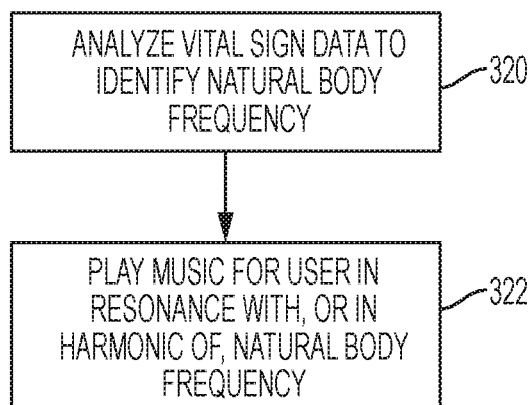 ANALYZE VITAL SIGN DATA TO
IDENTIFY NATURAL BODY
FREQUENCY
320
PLAY MUSIC FOR USER IN
RESONANCE WITH, OR IN
HARMONIC OF, NATURAL BODY
FREQUENCY
322